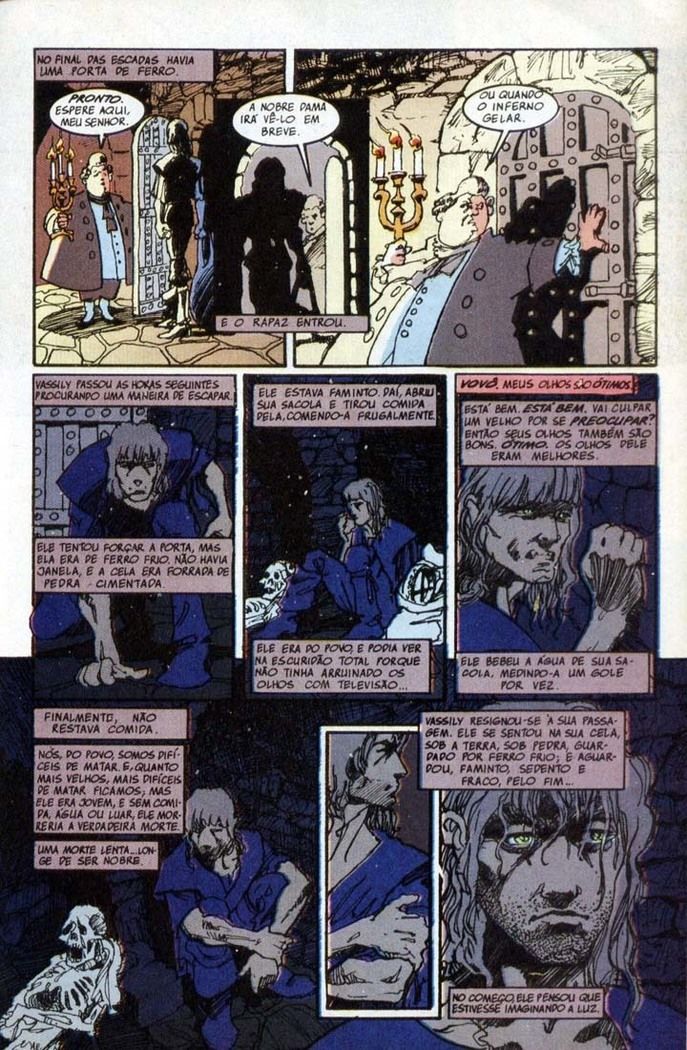 NO FINAL DAS ESCADAS HAVIA
UMA PORTA DE FERRO.
PRONTO.
ESPERE AQUI,
MEU SENHOR.
A NOBRE DAMA
IRÁ VÊ-LO EM
BREVE.
E O RAPAZ ENTROU.
OU QUANDO
O INFERNO
GELAR.
VASSILY PASSOU AS HORAS SEGUINTES
PROCURANDO UMA MANEIRA DE ESCAPAR.
ELE TENTOU FORÇAR A PORTA, MAS
ELA ERA DE FERRO FRIO. NÃO HAVIA
JANELA, E A CELA ERA FORRADA DE
PEDRA - CIMENTADA.
ELE ESTAVA FAMINTO. DAÍ, ABRIU
SUA SACOLA E TIROU COMIDA
DELA, COMENDO-A FRUGALMENTE.
ELE ERA DO POVO, E PODIA VER
NA ESCURIDÃO TOTAL PORQUE
NÃO TINHA ARRUINADO OS
OLHOS COM TELEVISÃO...
VOVÔ. MEUS OLHOS SÃO ÓTIMOS.
ESTÁ BEM. ESTÁ BEM. VAI CULPAR
UM VELHO POR SE PREOCUPAR?
ENTÃO SEUS OLHOS TAMBÉM SÃO
BONS. ÓTIMO. OS OLHOS DELE
ERAM MELHORES.
ELE BEBEU A ÁGUA DE SUA SA-
COLA, MEDINDO-A UM GOLE
POR VEZ.
FINALMENTE, NÃO
RESTAVA COMIDA.
NÓS, DO POVO, SOMOS DIFÍ-
CEIS DE MATAR. E, QUANTO
MAIS VELHOS, MAIS DIFÍCEIS
DE MATAR FICAMOS; MAS
ELE ERA JOVEM, E SEM COMI-
DA, ÁGUA OU LUAR, ELE MOR-
RERIA A VERDADEIRA MORTE.
UMA MORTE LENTA...LON-
GE DE SER NOBRE.
VASSILY RESIGNOU-SE À SUA PASSA-
GEM. ELE SE SENTOU NA SUA CELA,
SOB A TERRA, SOB PEDRA, GUAR-
DADO POR FERRO FRIO; E AGUAR-
DOU, FAMINTO, SEDENTO E
FRACO, PELO FIM...
NO COMEÇO, ELE PENSOU QUE
ESTIVESSE IMAGINANDO A LUZ.